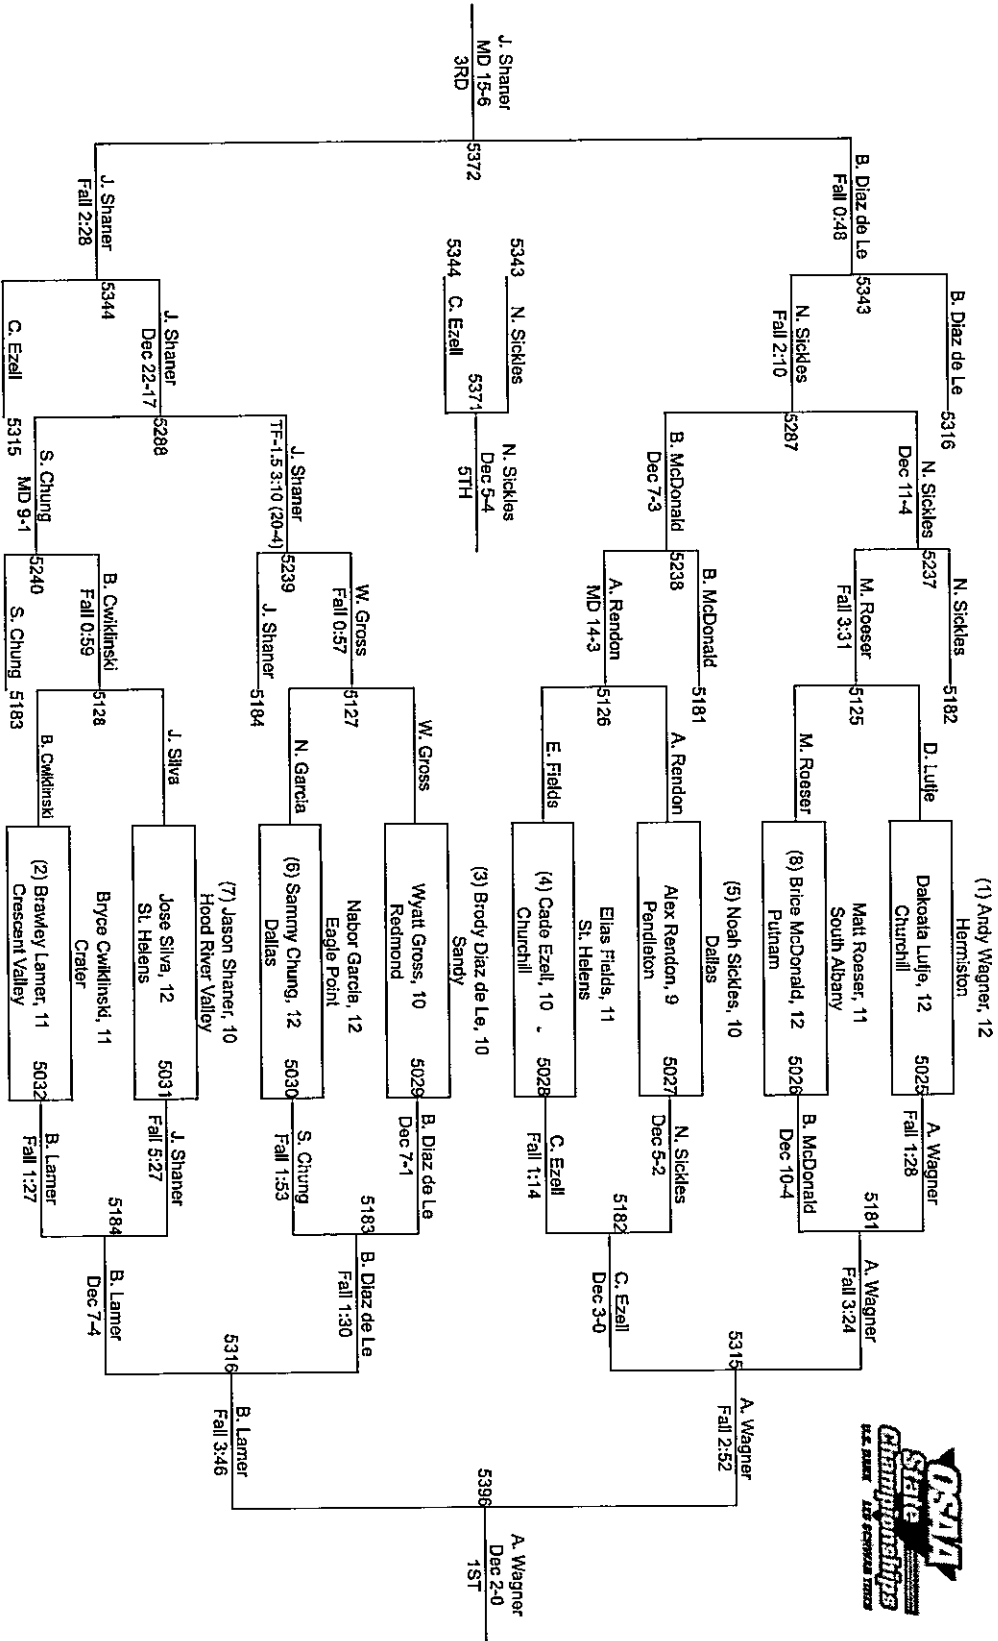 OSAA
State
Championships
U.S. BANK LES SCHWAB TIRES
(1) Andy Wagner, 12
Hermiston
Dakoata Lutje, 12
Churchill
5025
Matt Roeser, 11
South Albany
(8) Brice McDonald, 12
Putnam
5026
(5) Noah Sickles, 10
Dallas
Alex Rendon, 9
Pendleton
5027
Elias Fields, 11
St. Helens
(4) Cade Ezell, 10
Churchill
5028
(3) Brody Diaz de Le, 10
Sandy
Wyatt Gross, 10
Redmond
5029
Nabor Garcia, 12
Eagle Point
(6) Sammy Chung, 12
Dallas
5030
(7) Jason Shaner, 10
Hood River Valley
Jose Silva, 12
St. Helens
5031
Bryce Cwiklinski, 11
Crater
(2) Brawley Lamer, 11
Crescent Valley
5032
A. Wagner
Fall 1:28
B. McDonald
Dec 10-4
N. Sickles
Dec 5-2
C. Ezell
Fall 1:14
B. Diaz de Le
Dec 7-1
S. Chung
Fall 1:53
J. Shaner
Fall 5:27
B. Lamer
Fall 1:27
5181
A. Wagner
Fall 3:24
5182
C. Ezell
Dec 3-0
5183
B. Diaz de Le
Fall 1:30
5184
B. Lamer
Dec 7-4
5315
A. Wagner
Fall 2:52
5316
B. Lamer
Fall 3:46
5396
A. Wagner
Dec 2-0
1ST
D. Lutje
M. Roeser
A. Rendon
E. Fields
W. Gross
N. Garcia
J. Silva
B. Cwiklinski
N. Sickles
5182
5125
M. Roeser
Fall 3:31
B. McDonald
5181
5126
A. Rendon
MD 14-3
5127
W. Gross
Fall 0:57
J. Shaner
5184
5128
B. Cwiklinski
Fall 0:59
S. Chung
5183
5237
N. Sickles
Dec 11-4
5238
B. McDonald
Dec 7-3
5239
J. Shaner
TF-1.5 3:10 (20-4)
5240
S. Chung
MD 9-1
B. Diaz de Le
5316
5287
N. Sickles
Fall 2:10
5288
J. Shaner
Dec 22-17
C. Ezell
5315
5343
B. Diaz de Le
Fall 0:48
5344
J. Shaner
Fall 2:28
5343 N. Sickles
5344 C. Ezell
5371
N. Sickles
Dec 5-4
5TH
5372
J. Shaner
MD 15-6
3RD